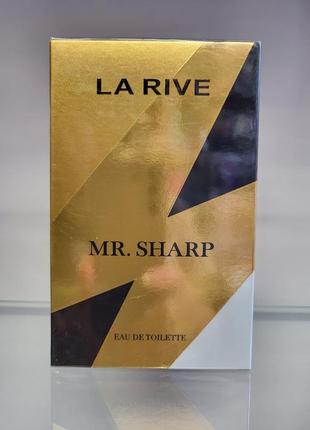 LA RIVE
MR. SHARP
EAU DE TOILETTE